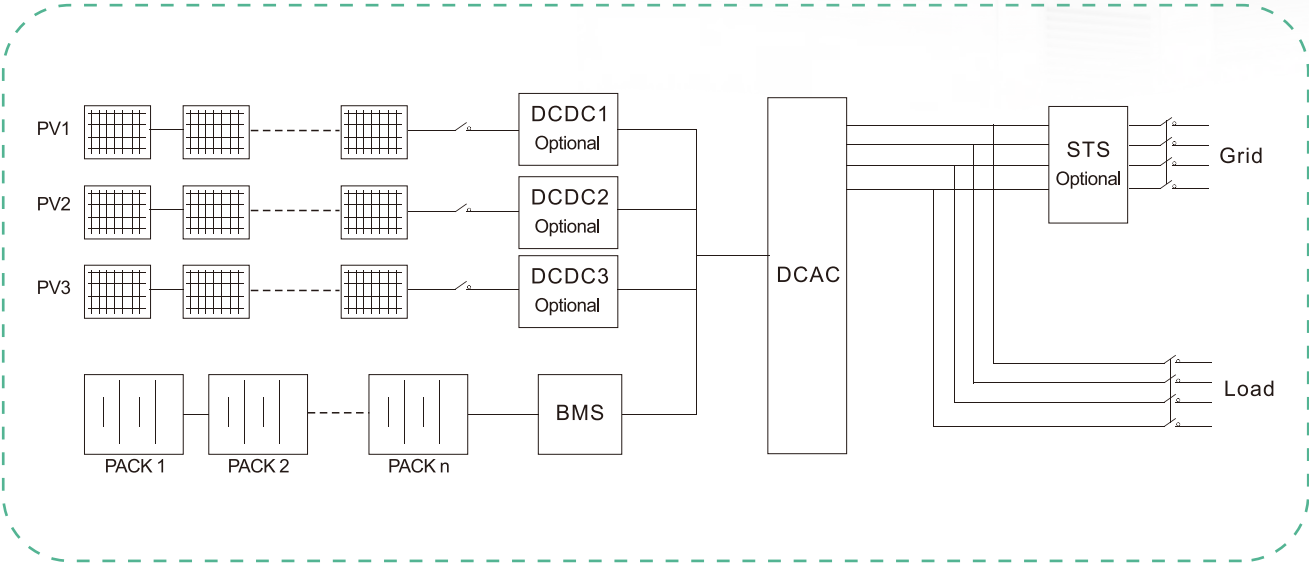 PV1
DCDC1
Optional
PV2
DCDC2
Optional
PV3
DCDC3
Optional
PACK 1
PACK 2
PACK n
BMS
DCAC
STS
Optional
Grid
Load